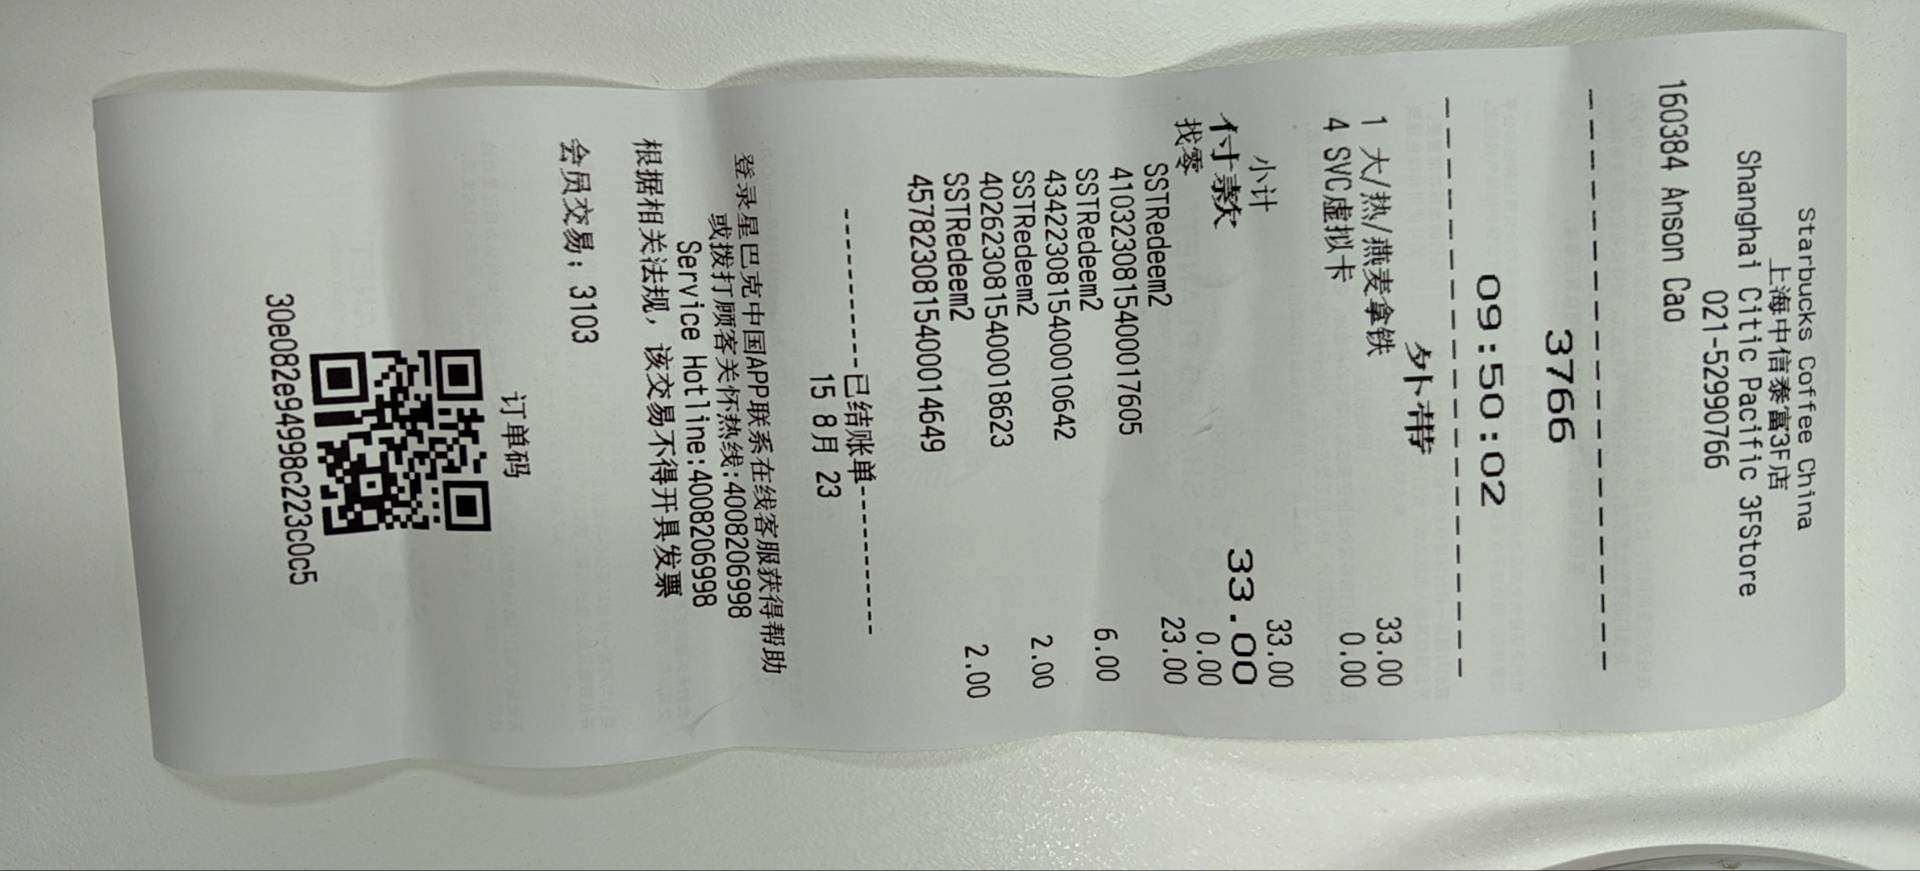 Starbucks Coffee China
上海中信泰富3F店
Shanghai Citic Pacific 3FStore
021-52990766
160384 Anson Cao
3766
09:50:02
外带
1 大/热/燕麦拿铁 33.00
4 SVC虚拟卡 0.00
小计 33.00
付款 33.00
找零 0.00
SSTRedeem2 23.00
410323081540001​7605
SSTRedeem2 6.00
4342230815400010642
SSTRedeem2 2.00
4026230815400018623
SSTRedeem2 2.00
4578230815400014649
------------已结账单------------
15 8月 23
登录星巴克中国APP联系在线客服获得帮助
或拨打顾客关怀热线:4008206998
Service Hotline:4008206998
根据相关法规，该交易不得开具发票
会员交易: 3103
订单码
30e082e94998c223c0c5